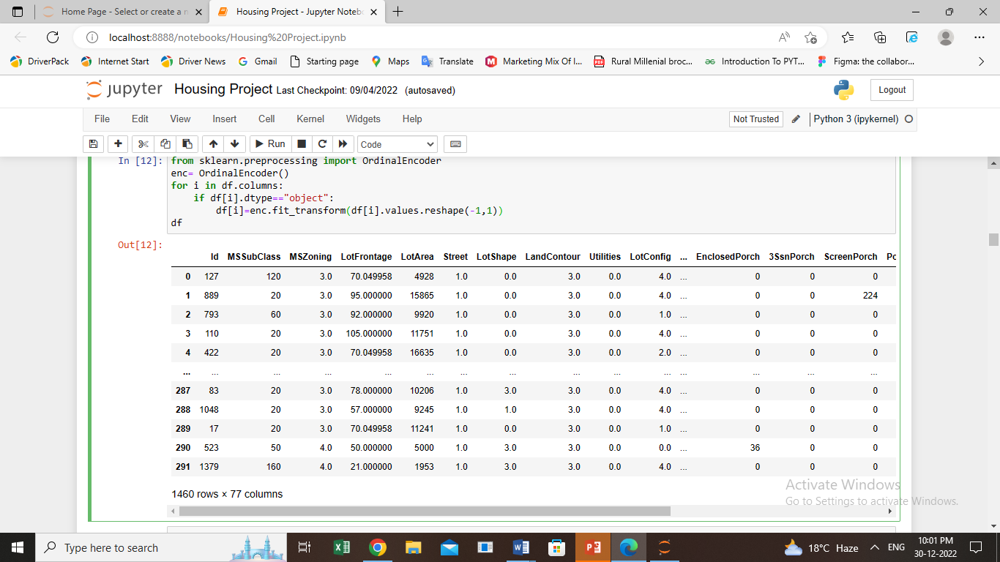 Home Page - Select or create a n
Housing Project - Jupyter Noteb
localhost:8888/notebooks/Housing%20Project.ipynb
DriverPack Internet Start Driver News Gmail Starting page Maps Translate Marketing Mix Of I... Rural Millenial broc... Introduction To PYT... Figma: the collabor...
jupyter Housing Project Last Checkpoint: 09/04/2022 (autosaved) Logout
File Edit View Insert Cell Kernel Widgets Help Not Trusted Python 3 (ipykernel)
Run Code
In [12]: from sklearn.preprocessing import OrdinalEncoder
enc= OrdinalEncoder()
for i in df.columns:
if df[i].dtype=="object":
df[i]=enc.fit_transform(df[i].values.reshape(-1,1))
df
Out[12]:
Id MSSubClass MSZoning LotFrontage LotArea Street LotShape LandContour Utilities LotConfig ... EnclosedPorch 3SsnPorch ScreenPorch Po
0 127 120 3.0 70.049958 4928 1.0 0.0 3.0 0.0 4.0 ... 0 0 0
1 889 20 3.0 95.000000 15865 1.0 0.0 3.0 0.0 4.0 ... 0 0 224
2 793 60 3.0 92.000000 9920 1.0 0.0 3.0 0.0 1.0 ... 0 0 0
3 110 20 3.0 105.000000 11751 1.0 0.0 3.0 0.0 4.0 ... 0 0 0
4 422 20 3.0 70.049958 16635 1.0 0.0 3.0 0.0 2.0 ... 0 0 0
... ... ... ... ... ... ... ... ... ... ... ... ... ... ...
287 83 20 3.0 78.000000 10206 1.0 3.0 3.0 0.0 4.0 ... 0 0 0
288 1048 20 3.0 57.000000 9245 1.0 1.0 3.0 0.0 4.0 ... 0 0 0
289 17 20 3.0 70.049958 11241 1.0 0.0 3.0 0.0 1.0 ... 0 0 0
290 523 50 4.0 50.000000 5000 1.0 3.0 3.0 0.0 0.0 ... 36 0 0
291 1379 160 4.0 21.000000 1953 1.0 3.0 3.0 0.0 4.0 ... 0 0 0
1460 rows × 77 columns
Activate Windows
Go to Settings to activate Windows.
Type here to search
18°C Haze ENG
10:01 PM
30-12-2022